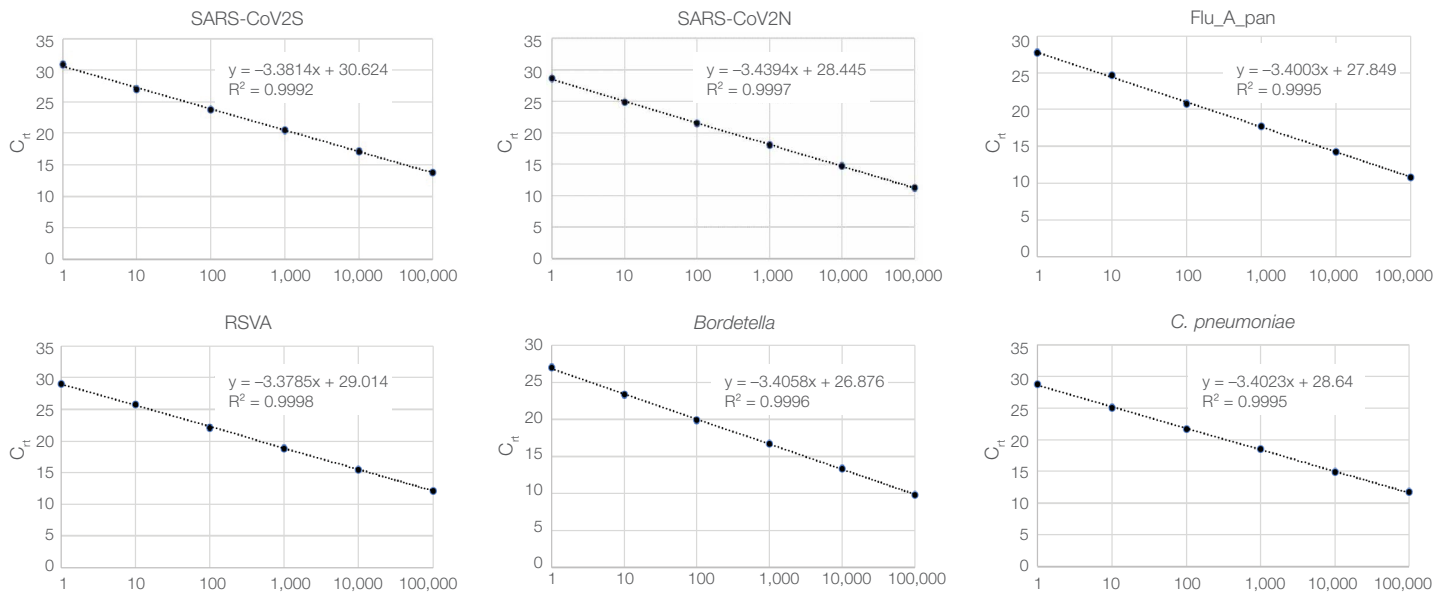 SARS-CoV2S
35
30
25
20
15
10
5
0
C_rt
y = –3.3814x + 30.624
R² = 0.9992
1 10 100 1,000 10,000 100,000
SARS-CoV2N
35
30
25
20
15
10
5
0
C_rt
y = –3.4394x + 28.445
R² = 0.9997
1 10 100 1,000 10,000 100,000
Flu_A_pan
30
25
20
15
10
5
0
C_rt
y = –3.4003x + 27.849
R² = 0.9995
1 10 100 1,000 10,000 100,000
RSVA
35
30
25
20
15
10
5
0
C_rt
y = –3.3785x + 29.014
R² = 0.9998
1 10 100 1,000 10,000 100,000
Bordetella
30
25
20
15
10
5
0
C_rt
y = –3.4058x + 26.876
R² = 0.9996
1 10 100 1,000 10,000 100,000
C. pneumoniae
35
30
25
20
15
10
5
0
C_rt
y = –3.4023x + 28.64
R² = 0.9995
1 10 100 1,000 10,000 100,000